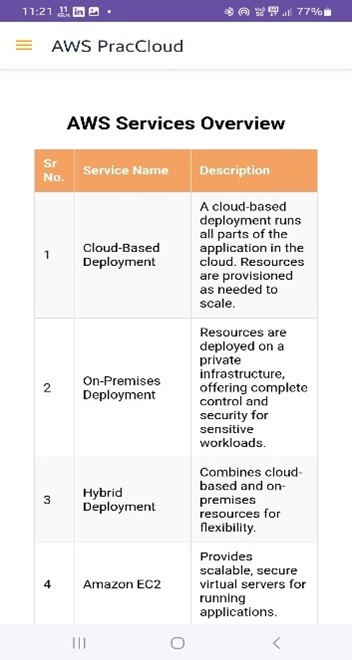 11:21
77%
AWS PracCloud
AWS Services Overview
Sr No.
Service Name
Description
1
Cloud-Based
Deployment
A cloud-based
deployment runs
all parts of the
application in the
cloud. Resources
are provisioned
as needed to
scale.
2
On-Premises
Deployment
Resources are
deployed on a
private
infrastructure,
offering complete
control and
security for
sensitive
workloads.
3
Hybrid
Deployment
Combines cloud-
based and on-
premises
resources for
flexibility.
4
Amazon EC2
Provides
scalable, secure
virtual servers for
running
applications.